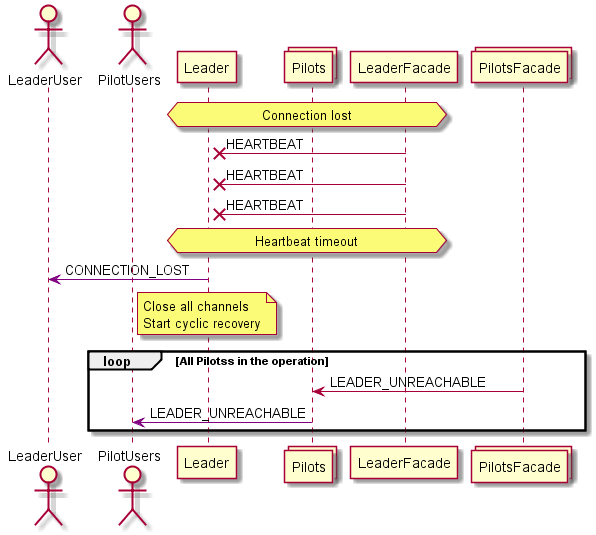 LeaderUser
PilotUsers
Leader
Pilots
LeaderFacade
PilotsFacade
Connection lost
HEARTBEAT
HEARTBEAT
HEARTBEAT
Heartbeat timeout
CONNECTION_LOST
Close all channels
Start cyclic recovery
loop
[All Pilotss in the operation]
LEADER_UNREACHABLE
LEADER_UNREACHABLE
LeaderUser
PilotUsers
Leader
Pilots
LeaderFacade
PilotsFacade